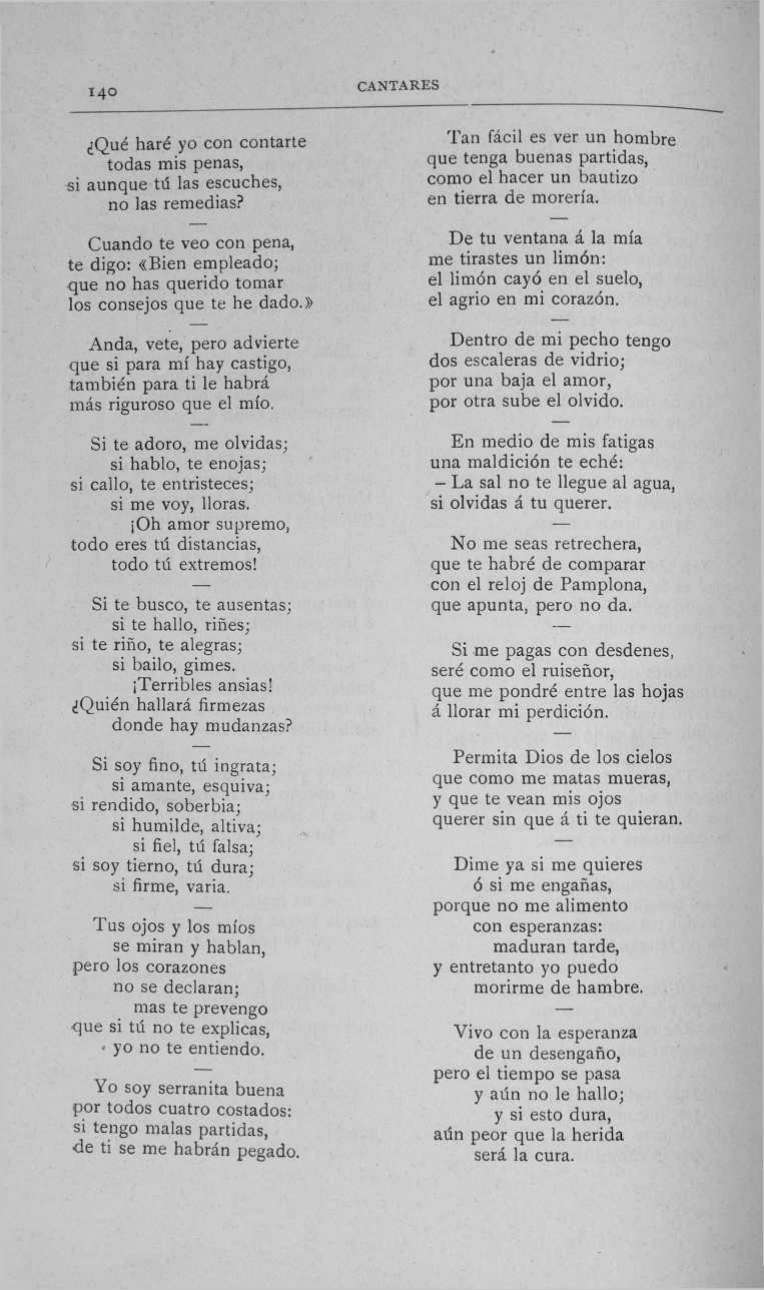 140
CANTARES
¿Qué haré yo con contarte
todas mis penas,
si aunque tú las escuches,
no las remedias?
—
Cuando te veo con pena,
te digo: «Bien empleado;
que no has querido tomar
los consejos que te he dado.»
—
Anda, vete, pero advierte
que si para mí hay castigo,
también para ti le habrá
más riguroso que el mío.
—
Si te adoro, me olvidas;
si hablo, te enojas;
si callo, te entristeces;
si me voy, lloras.
¡Oh amor supremo,
todo eres tú distancias,
todo tú extremos!
—
Si te busco, te ausentas;
si te hallo, riñes;
si te riño, te alegras;
si bailo, gimes.
¡Terribles ansias!
¿Quién hallará firmezas
donde hay mudanzas?
—
Si soy fino, tú ingrata;
si amante, esquiva;
si rendido, soberbia;
si humilde, altiva;
si fiel, tú falsa;
si soy tierno, tú dura;
si firme, varia.
—
Tus ojos y los míos
se miran y hablan,
pero los corazones
no se declaran;
mas te prevengo
que si tú no te explicas,
yo no te entiendo.
—
Yo soy serranita buena
por todos cuatro costados:
si tengo malas partidas,
de ti se me habrán pegado.
Tan fácil es ver un hombre
que tenga buenas partidas,
como el hacer un bautizo
en tierra de morería.
—
De tu ventana á la mía
me tirastes un limón:
el limón cayó en el suelo,
el agrio en mi corazón.
—
Dentro de mi pecho tengo
dos escaleras de vidrio;
por una baja el amor,
por otra sube el olvido.
—
En medio de mis fatigas
una maldición te eché:
– La sal no te llegue al agua,
si olvidas á tu querer.
—
No me seas retrechera,
que te habré de comparar
con el reloj de Pamplona,
que apunta, pero no da.
—
Si me pagas con desdenes,
seré como el ruiseñor,
que me pondré entre las hojas
á llorar mi perdición.
—
Permita Dios de los cielos
que como me matas mueras,
y que te vean mis ojos
querer sin que á ti te quieran.
—
Dime ya si me quieres
ó si me engañas,
porque no me alimento
con esperanzas:
maduran tarde,
y entretanto yo puedo
morirme de hambre.
—
Vivo con la esperanza
de un desengaño,
pero el tiempo se pasa
y aún no le hallo;
y si esto dura,
aún peor que la herida
será la cura.